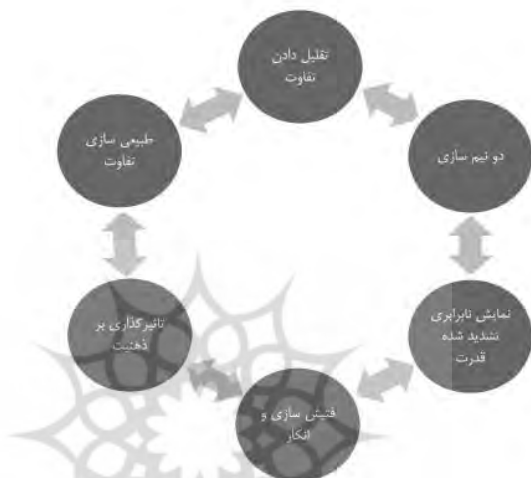 تقلیل دادن
تفاوت
دو نیم سازی
نمایش نابرابری
تشدید شده
قدرت
فتیش سازی و
انکار
تاثیرگذاری بر
ذهنیت
طبیعی سازی
تفاوت